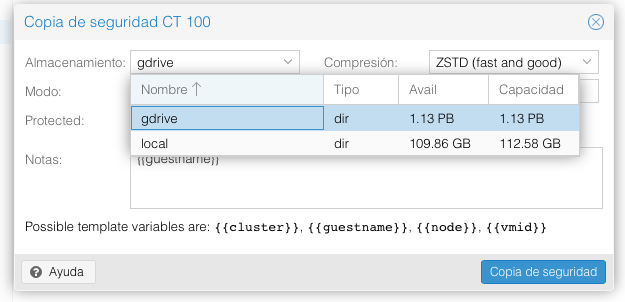 Copia de seguridad CT 100
Almacenamiento: gdrive Compresión: ZSTD (fast and good)
Modo:
Nombre Tipo Avail Capacidad
Protected:
gdrive dir 1.13 PB 1.13 PB
local dir 109.86 GB 112.58 GB
Notas:
{{guestname}}
Possible template variables are: {{cluster}}, {{guestname}}, {{node}}, {{vmid}}
Ayuda
Copia de seguridad